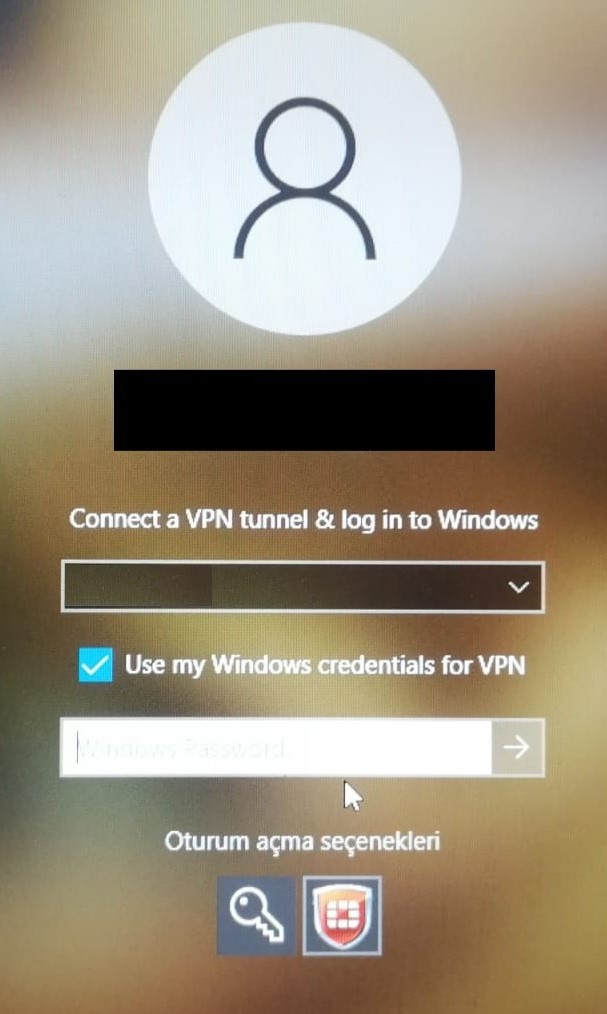 Connect a VPN tunnel & log in to Windows
Use my Windows credentials for VPN
Windows Password
Oturum açma seçenekleri